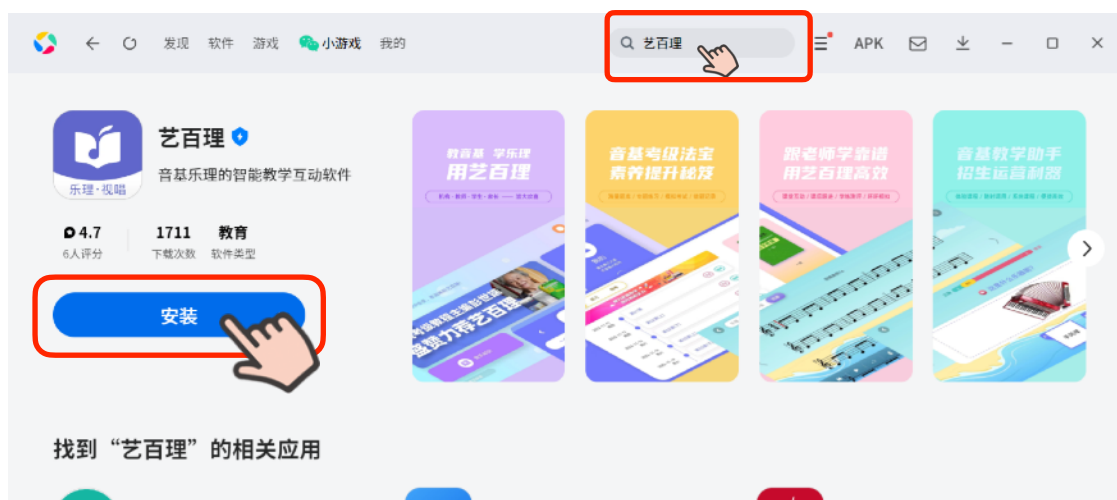 发现 软件 游戏 小游戏 我的
艺百理
APK
乐理·视唱
艺百理
音基乐理的智能教学互动软件
4.7 1711 教育
6人评分 下载次数 软件类型
安装
教音基 学乐理
用艺百理
音基考级法宝
素养提升秘笈
跟老师学靠谱
用艺百理高效
音基教学助手
招生运营利器
找到“艺百理”的相关应用